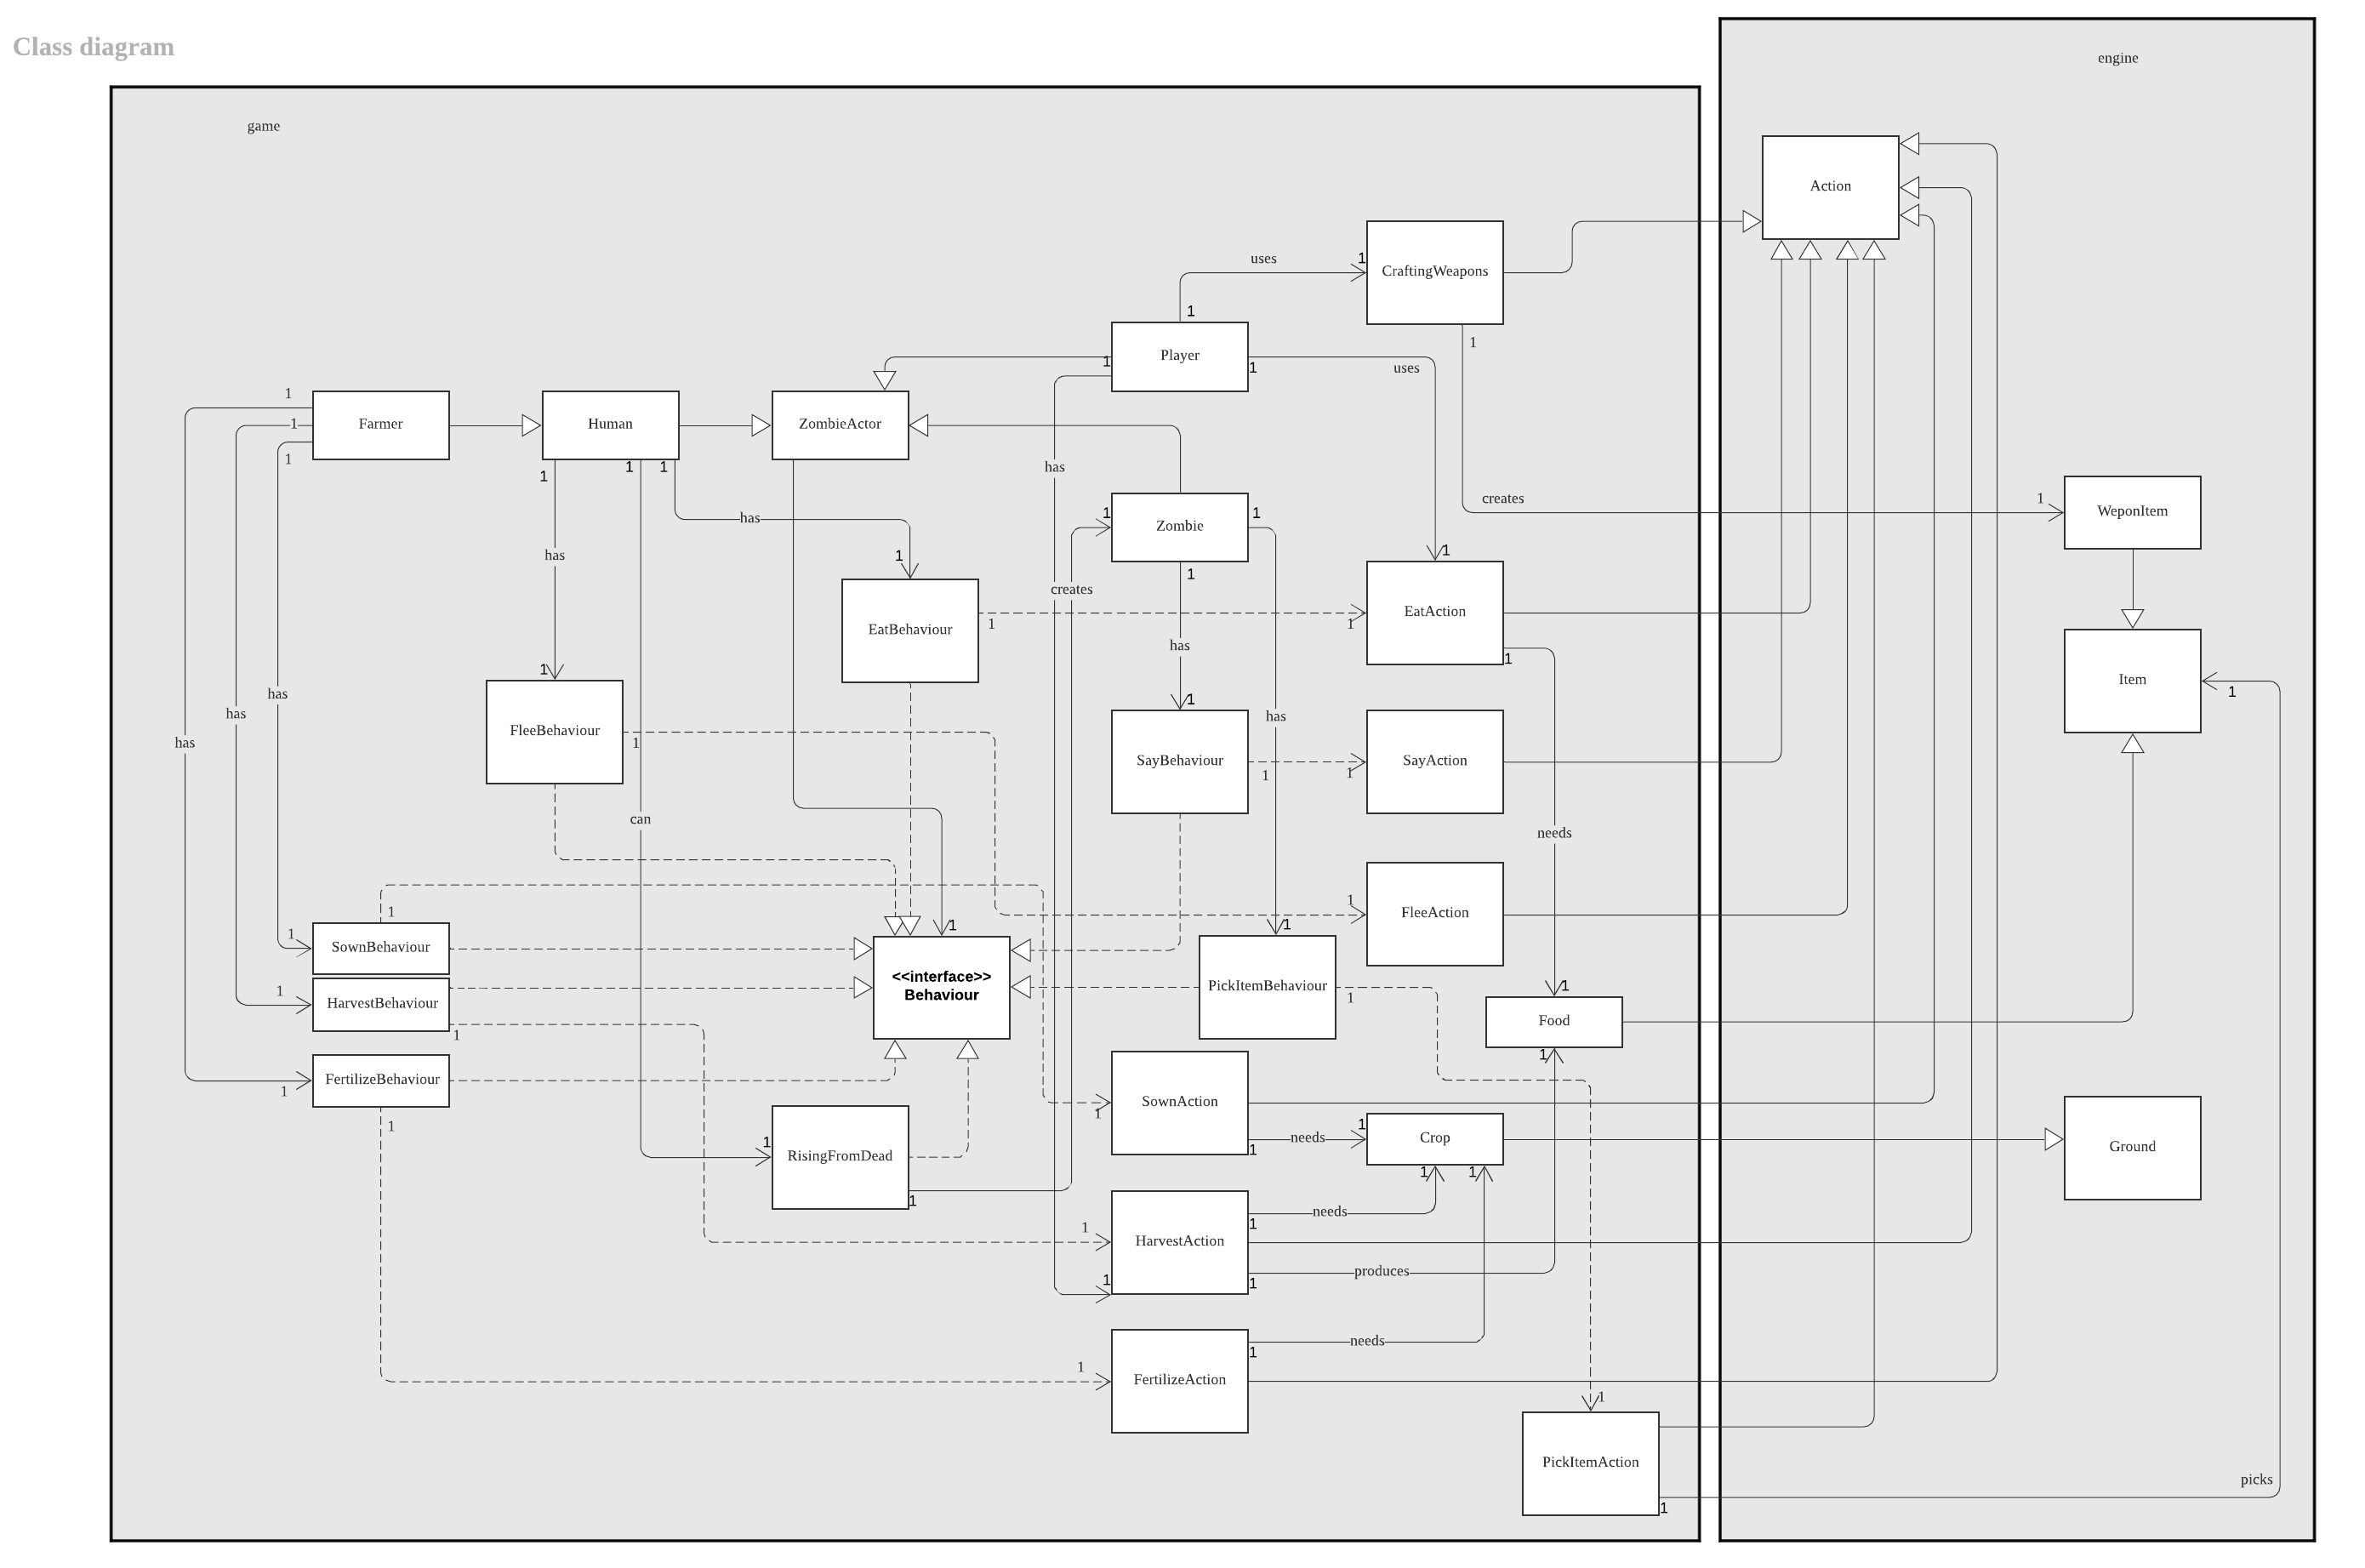 Class diagram
engine
game
Action
uses
1
CraftingWeapons
1
1
Player
1
1
uses
1
1
1
Farmer
Human
ZombieActor
1
1
1
has
has
has
1
creates
1
WeponItem
1
Zombie
1
1
1
1
creates
EatBehaviour
1
1
EatAction
1
has
1
Item
1
has
has
has
1
1
FleeBehaviour
1
has
SayBehaviour
1
1
SayAction
can
needs
1
1
SownBehaviour
1
HarvestBehaviour
1
1
FertilizeBehaviour
1
1
<<interface>>
Behaviour
1
PickItemBehaviour
1
1
FleeAction
1
Food
1
SownAction
1
1
needs
1
Crop
1
1
Ground
1
RisingFromDead
1
1
HarvestAction
1
needs
1
produces
1
1
FertilizeAction
1
needs
1
PickItemAction
1
picks